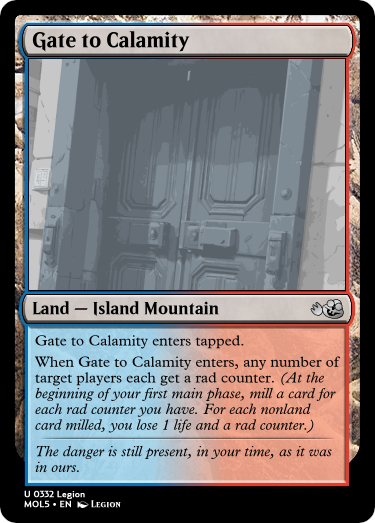 Gate to Calamity
Land — Island Mountain
Gate to Calamity enters tapped.
When Gate to Calamity enters, any number of
target players each get a rad counter. (At the
beginning of your first main phase, mill a card for
each rad counter you have. For each nonland
card milled, you lose 1 life and a rad counter.)
The danger is still present, in your time, as it was
in ours.
U 0332 Legion
MOL5 • EN Legion